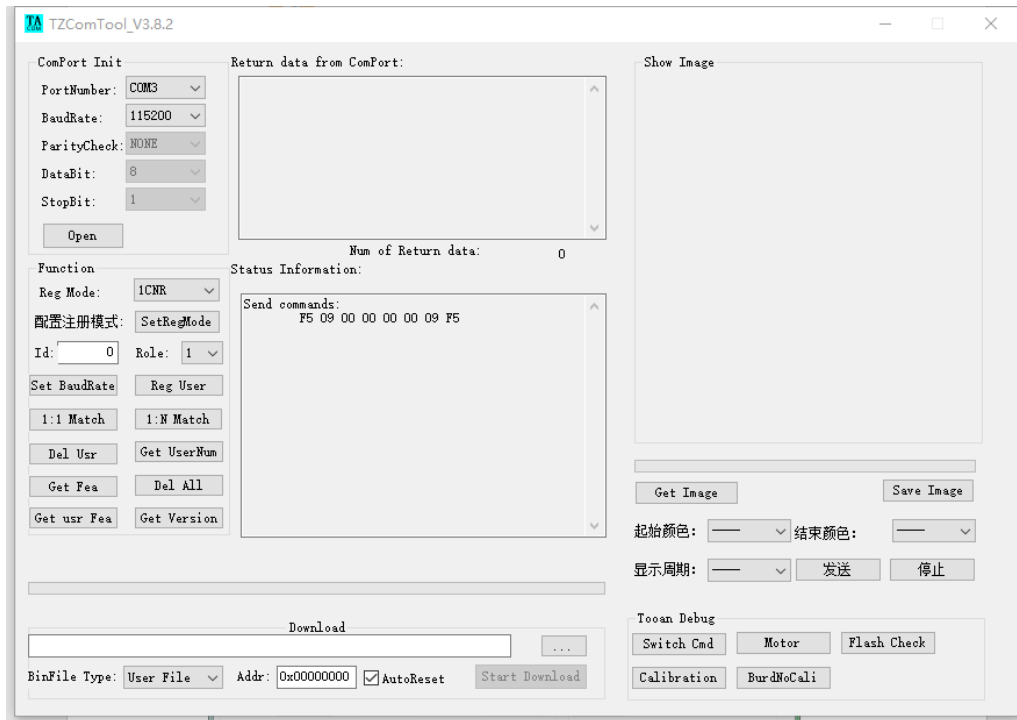 TZComTool_V3.8.2
ComPort Init
PortNumber: COM3
BaudRate: 115200
ParityCheck: NONE
DataBit: 8
StopBit: 1
Open
Return data from ComPort:
Num of Return data: 0
Function
Reg Mode: 1CNR
配置注册模式: SetRegMode
Id: 0 Role: 1
Set BaudRate Reg User
1:1 Match 1:N Match
Del Usr Get UserNum
Get Fea Del All
Get usr Fea Get Version
Status Information:
Send commands:
F5 09 00 00 00 00 09 F5
Show Image
Get Image Save Image
起始颜色: 结束颜色:
显示周期: 发送 停止
Download
...
BinFile Type: User File Addr: 0x00000000 AutoReset Start Download
Tooan Debug
Switch Cmd Motor Flash Check
Calibration BurdNoCali